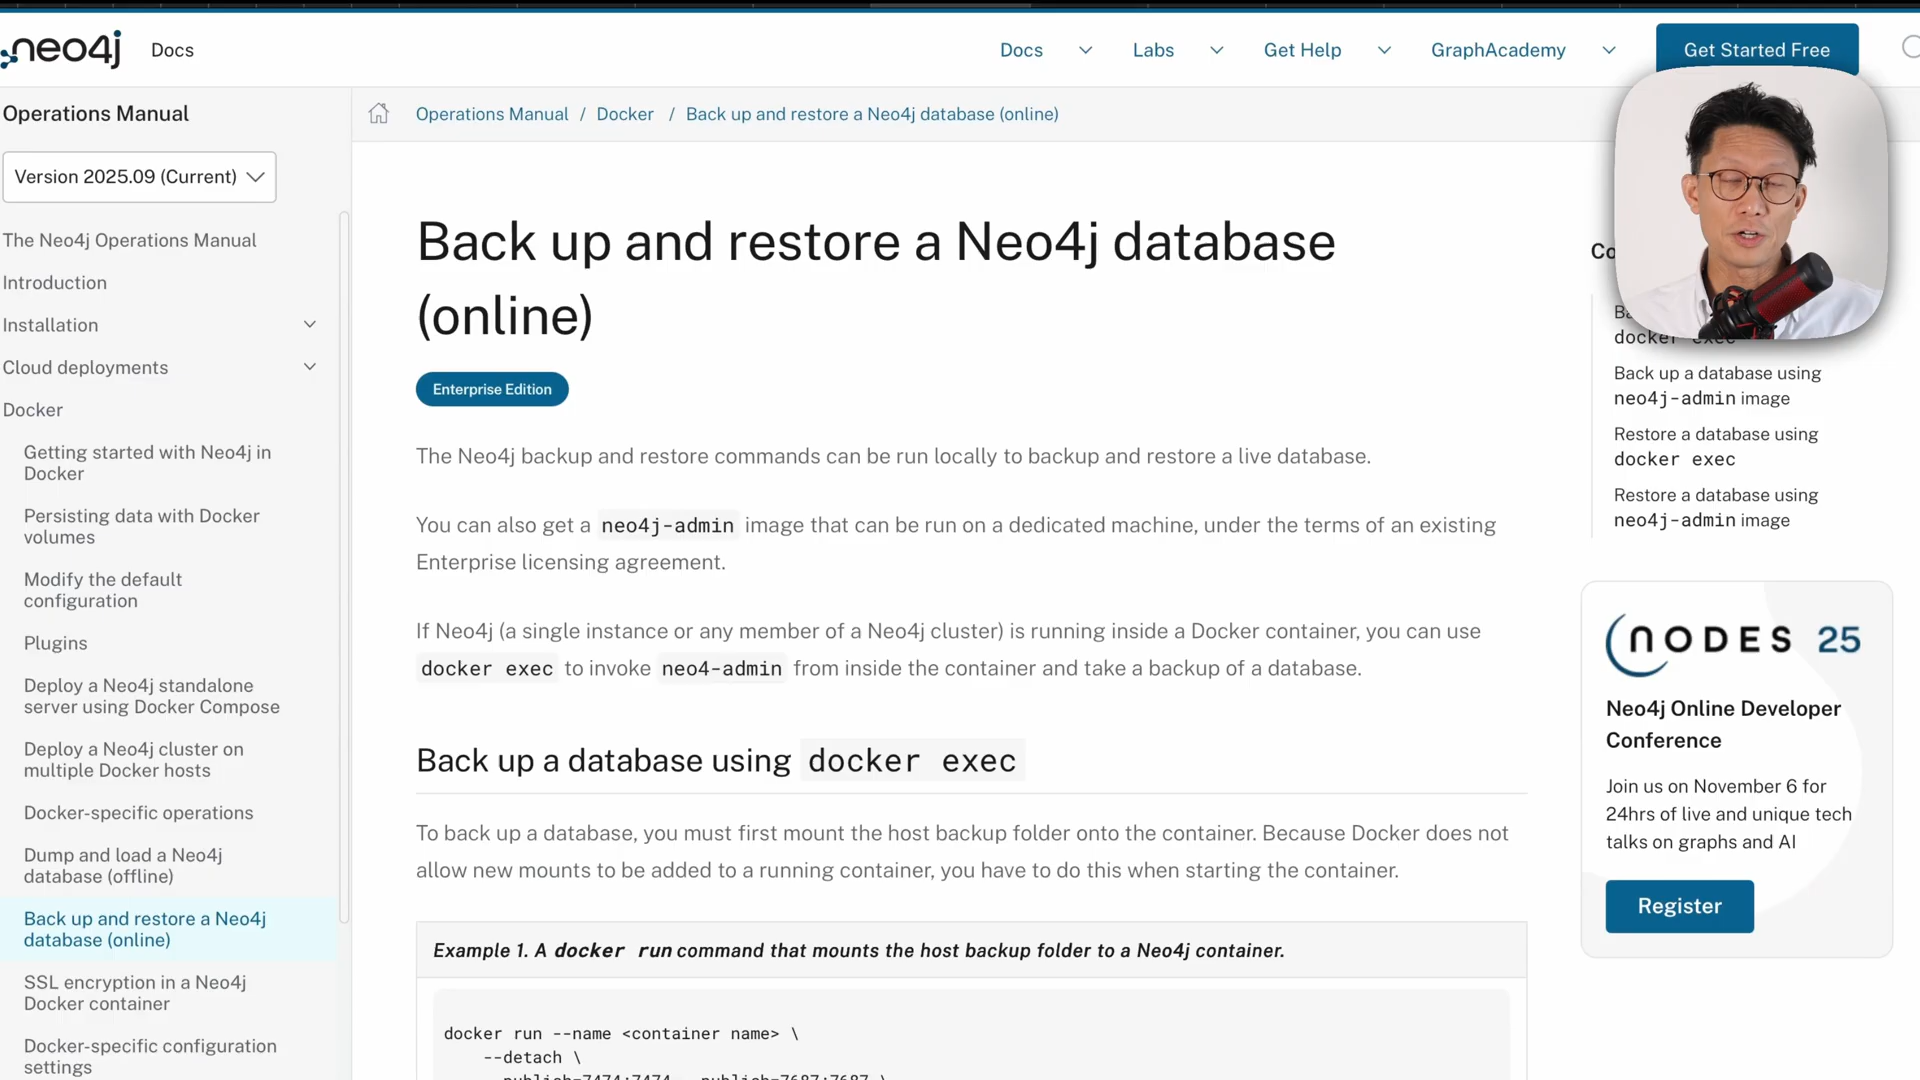 neo4j Docs
Docs
Labs
Get Help
GraphAcademy
Get Started Free
Operations Manual
Version 2025.09 (Current)
The Neo4j Operations Manual
Introduction
Installation
Cloud deployments
Docker
Getting started with Neo4j in
Docker
Persisting data with Docker
volumes
Modify the default
configuration
Plugins
Deploy a Neo4j standalone
server using Docker Compose
Deploy a Neo4j cluster on
multiple Docker hosts
Docker-specific operations
Dump and load a Neo4j
database (offline)
Back up and restore a Neo4j
database (online)
SSL encryption in a Neo4j
Docker container
Docker-specific configuration
settings
Operations Manual / Docker / Back up and restore a Neo4j database (online)
Back up and restore a Neo4j database
(online)
Enterprise Edition
The Neo4j backup and restore commands can be run locally to backup and restore a live database.
You can also get a neo4j-admin image that can be run on a dedicated machine, under the terms of an existing
Enterprise licensing agreement.
If Neo4j (a single instance or any member of a Neo4j cluster) is running inside a Docker container, you can use
docker exec to invoke neo4-admin from inside the container and take a backup of a database.
Back up a database using docker exec
To back up a database, you must first mount the host backup folder onto the container. Because Docker does not
allow new mounts to be added to a running container, you have to do this when starting the container.
Example 1. A docker run command that mounts the host backup folder to a Neo4j container.
docker run --name <container name> \
--detach \
publish=7474:7474 publish=7687:7687 \
Co
Ba
docker exec
Back up a database using
neo4j-admin image
Restore a database using
docker exec
Restore a database using
neo4j-admin image
NODES 25
Neo4j Online Developer
Conference
Join us on November 6 for
24hrs of live and unique tech
talks on graphs and AI
Register